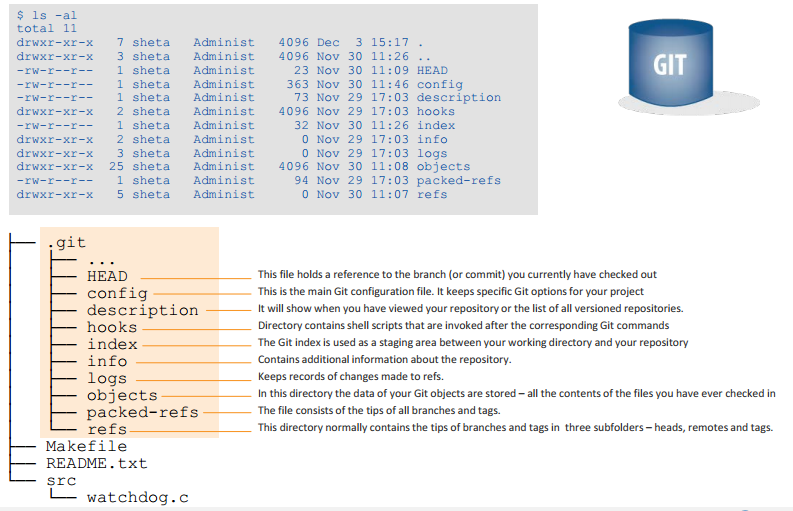 $ ls -al
total 11
drwxr-xr-x 7 sheta Administ 4096 Dec 3 15:17 .
drwxr-xr-x 3 sheta Administ 4096 Nov 30 11:26 ..
-rw-r--r-- 1 sheta Administ 23 Nov 30 11:09 HEAD
-rw-r--r-- 1 sheta Administ 363 Nov 30 11:46 config
-rw-r--r-- 1 sheta Administ 73 Nov 29 17:03 description
drwxr-xr-x 2 sheta Administ 4096 Nov 29 17:03 hooks
-rw-r--r-- 1 sheta Administ 32 Nov 30 11:26 index
drwxr-xr-x 2 sheta Administ 0 Nov 29 17:03 info
drwxr-xr-x 3 sheta Administ 0 Nov 29 17:03 logs
drwxr-xr-x 25 sheta Administ 4096 Nov 30 11:08 objects
-rw-r--r-- 1 sheta Administ 94 Nov 29 17:03 packed-refs
drwxr-xr-x 5 sheta Administ 0 Nov 30 11:07 refs
GIT
├── .git
├── ...
├── HEAD This file holds a reference to the branch (or commit) you currently have checked out
├── config This is the main Git configuration file. It keeps specific Git options for your project
├── description It will show when you have viewed your repository or the list of all versioned repositories.
├── hooks Directory contains shell scripts that are invoked after the corresponding Git commands
├── index The Git index is used as a staging area between your working directory and your repository
├── info Contains additional information about the repository.
├── logs Keeps records of changes made to refs.
├── objects In this directory the data of your Git objects are stored – all the contents of the files you have ever checked in
├── packed-refs The file consists of the tips of all branches and tags.
└── refs This directory normally contains the tips of branches and tags in three subfolders – heads, remotes and tags.
├── Makefile
├── README.txt
└── src
└── watchdog.c